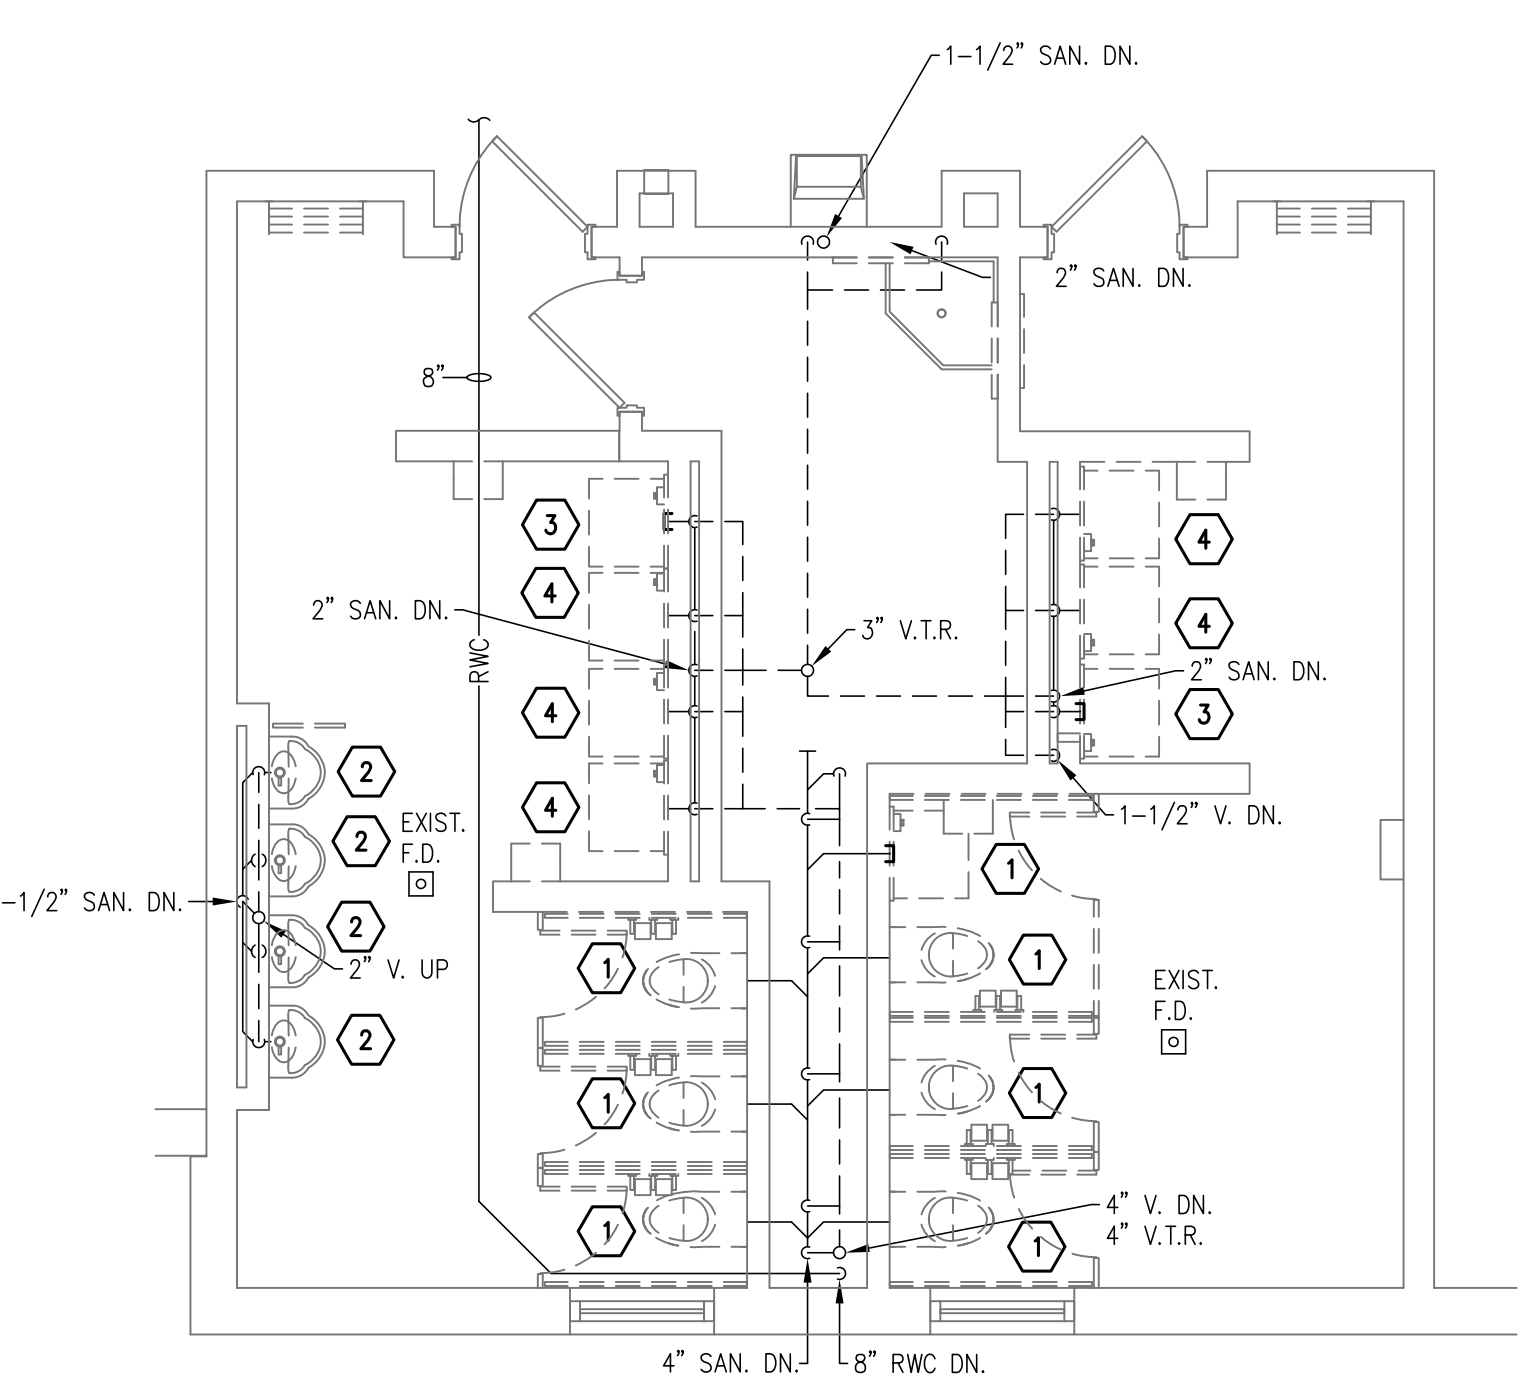 1-1/2" SAN. DN.
2" SAN. DN.
8"
3
4
4
2" SAN. DN.
4
3" V.T.R.
2" SAN. DN.
RWC
4
4
3
2
4
1-1/2" V. DN.
EXIST.
F.D.
2
1
-1/2" SAN. DN.
2
2" V. UP
1
1
EXIST.
F.D.
2
1
1
4" V. DN.
4" V.T.R.
1
1
4" SAN. DN.
8" RWC DN.